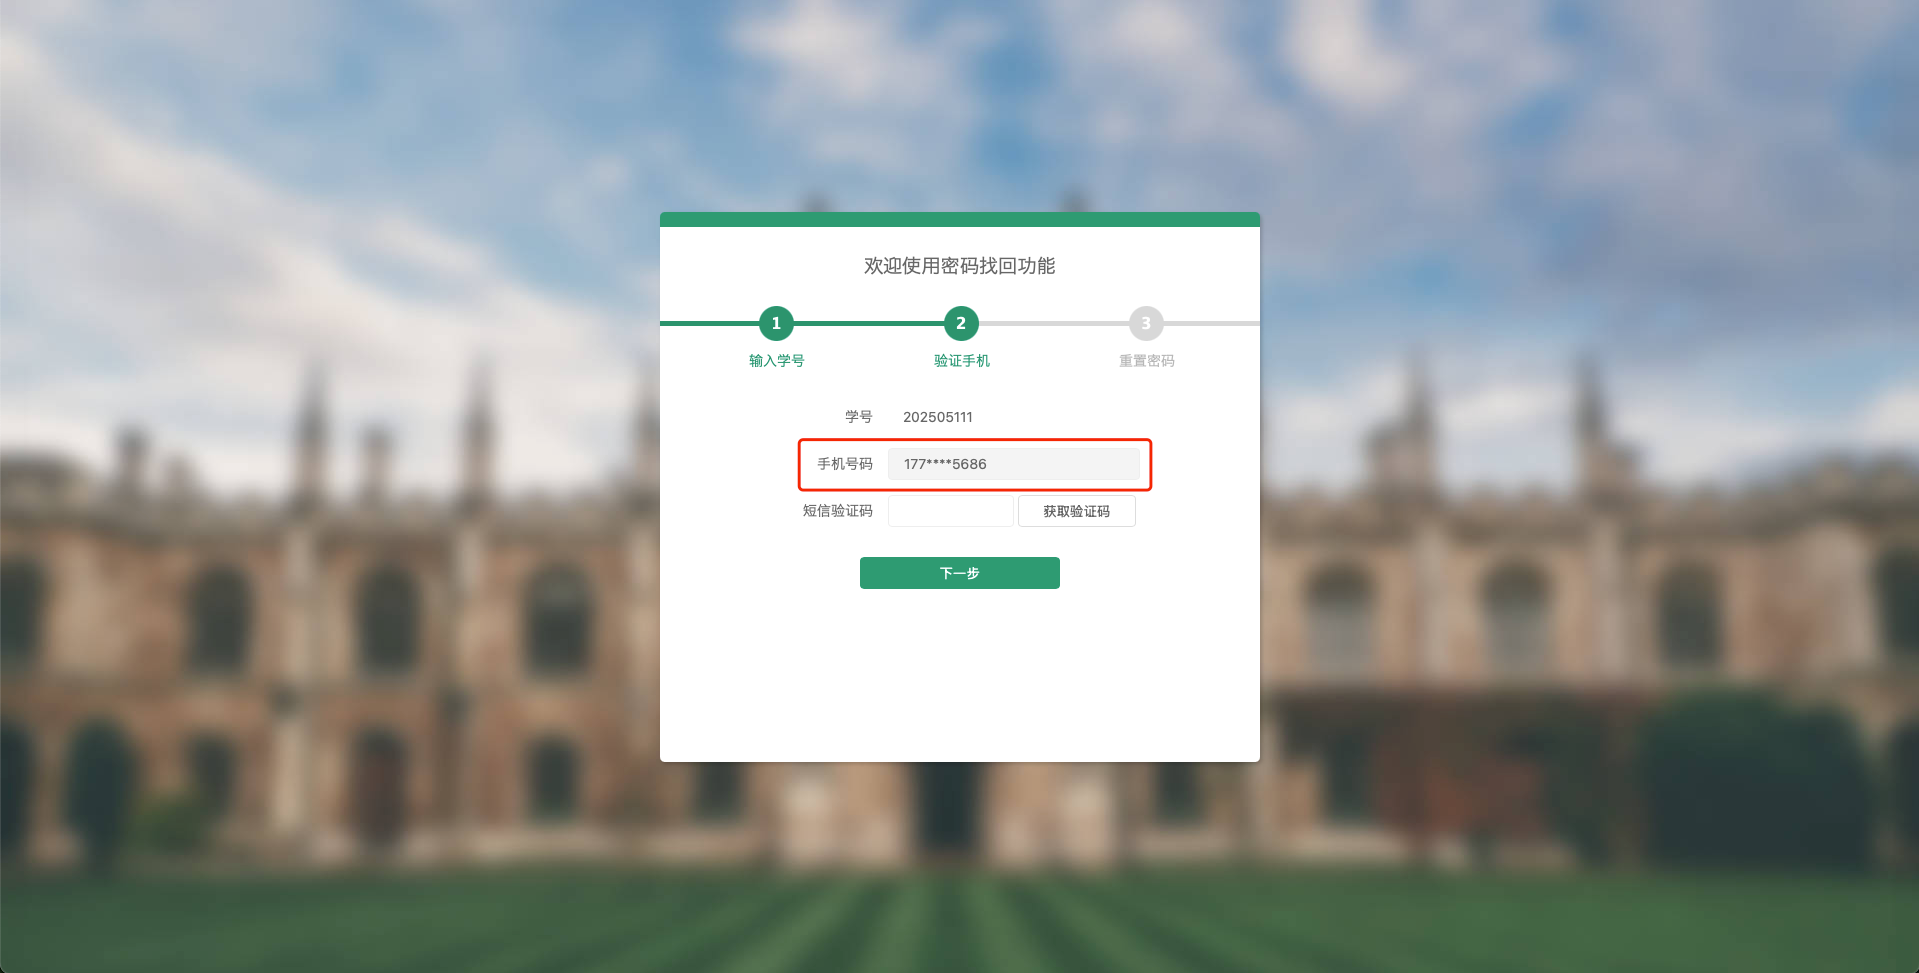 欢迎使用密码找回功能
1 2 3
输入学号 验证手机 重置密码
学号 202505111
手机号码 177****5686
短信验证码 获取验证码
下一步